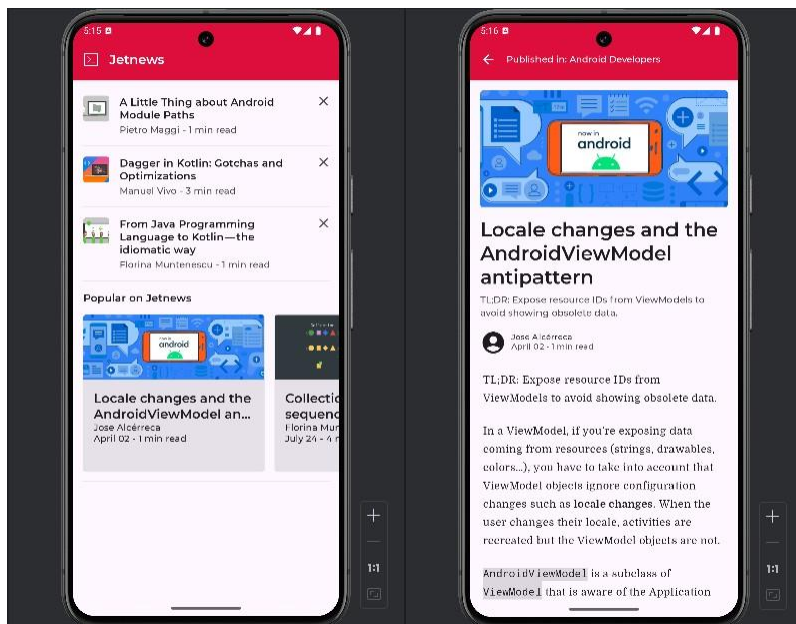 5:15
Jetnews
A Little Thing about Android
Module Paths
Pietro Maggi - 1 min read
Dagger in Kotlin: Gotchas and
Optimizations
Manuel Vivo - 3 min read
From Java Programming
Language to Kotlin—the
idiomatic way
Florina Muntenescu - 1 min read
Popular on Jetnews
now in
android
Locale changes and the
AndroidViewModel an...
Jose Alcérreca
April 02 - 1 min read
Collectio
sequenc
Florina Mun
July 24 - 4 r
1:1
5:16
Published in: Android Developers
now in
android
Locale changes and the
AndroidViewModel
antipattern
TL;DR: Expose resource IDs from ViewModels to
avoid showing obsolete data.
Jose Alcérreca
April 02 - 1 min read
TL;DR: Expose resource IDs from
ViewModels to avoid showing obsolete data.
In a ViewModel, if you're exposing data
coming from resources (strings, drawables,
colors…), you have to take into account that
ViewModel objects ignore configuration
changes such as locale changes. When the
user changes their locale, activities are
recreated but the ViewModel objects are not.
AndroidViewModel is a subclass of
ViewModel that is aware of the Application
1:1